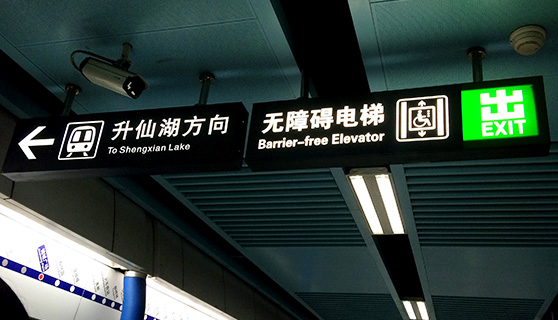 升仙湖方向
To Shengxian Lake
无障碍电梯
Barrier-free Elevator
出
EXIT